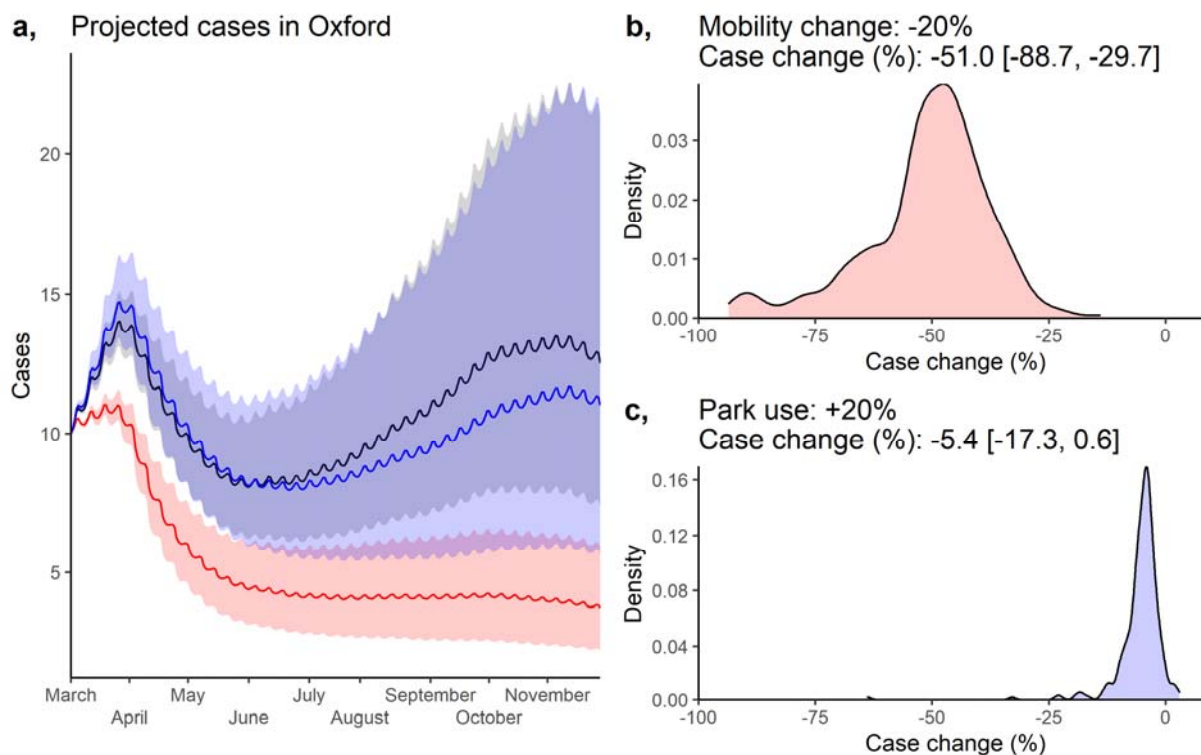 a, Projected cases in Oxford
Cases
20
15
10
5
March
May
July
September
November
April
June
August
October
b, Mobility change: -20%
Case change (%): -51.0 [-88.7, -29.7]
Density
0.03
0.02
0.01
0.00
-100
-75
-50
-25
0
Case change (%)
c, Park use: +20%
Case change (%): -5.4 [-17.3, 0.6]
Density
0.16
0.12
0.08
0.04
0.00
-100
-75
-50
-25
0
Case change (%)